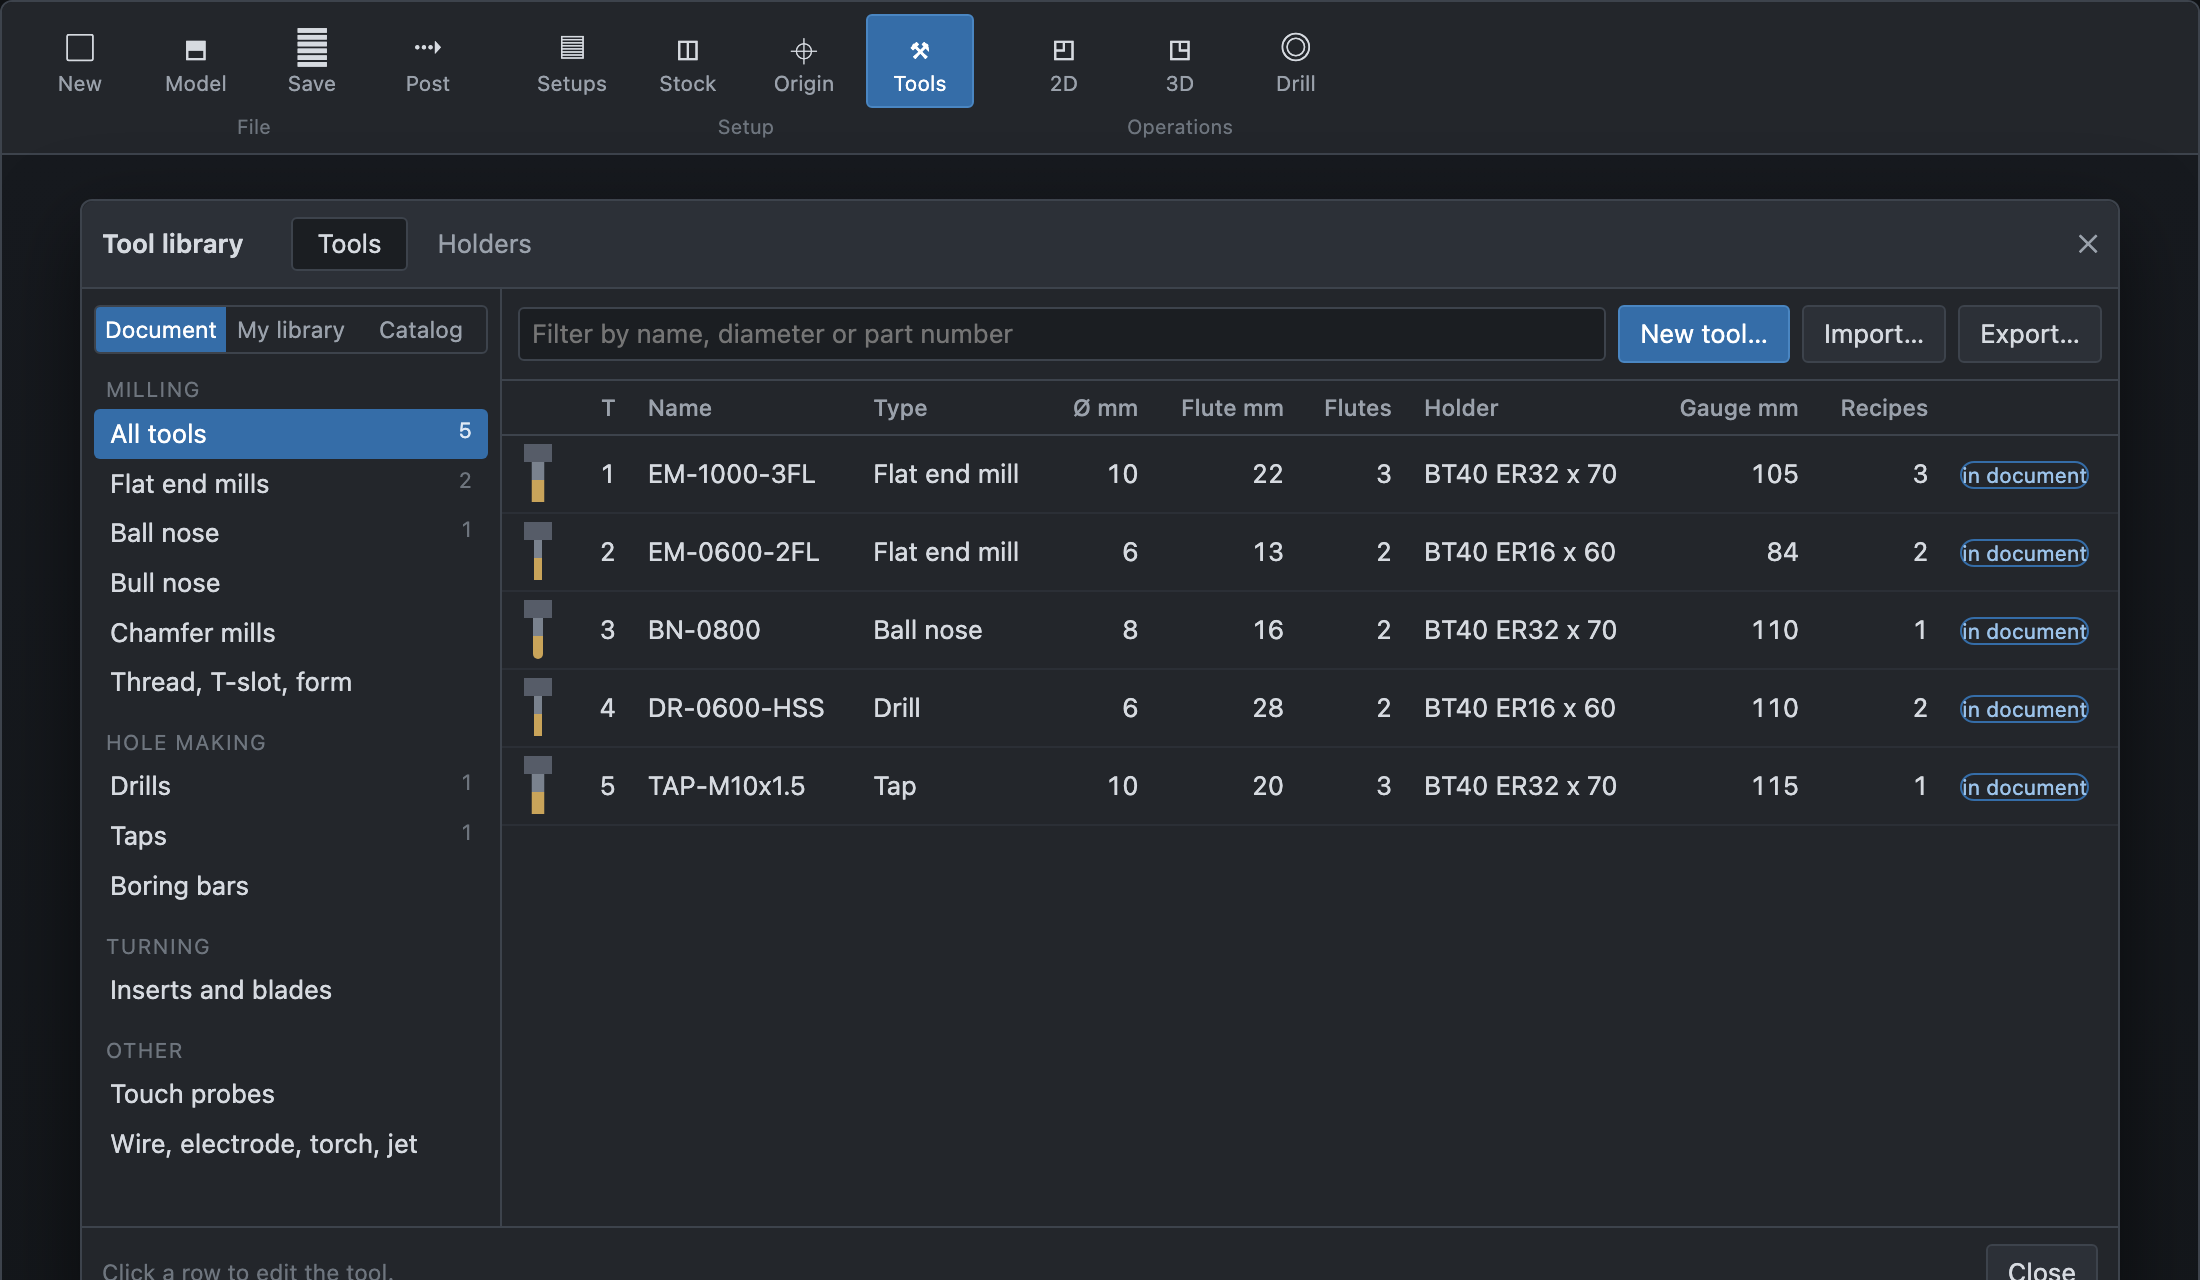 New Model Save Post Setups Stock Origin Tools 2D 3D Drill
File Setup Operations
Tool library Tools Holders
Document My library Catalog
Filter by name, diameter or part number New tool... Import... Export...
MILLING
All tools 5
Flat end mills 2
Ball nose 1
Bull nose
Chamfer mills
Thread, T-slot, form
HOLE MAKING
Drills 1
Taps 1
Boring bars
TURNING
Inserts and blades
OTHER
Touch probes
Wire, electrode, torch, jet
T Name Type Ø mm Flute mm Flutes Holder Gauge mm Recipes
1 EM-1000-3FL Flat end mill 10 22 3 BT40 ER32 x 70 105 3 in document
2 EM-0600-2FL Flat end mill 6 13 2 BT40 ER16 x 60 84 2 in document
3 BN-0800 Ball nose 8 16 2 BT40 ER32 x 70 110 1 in document
4 DR-0600-HSS Drill 6 28 2 BT40 ER16 x 60 110 2 in document
5 TAP-M10x1.5 Tap 10 20 3 BT40 ER32 x 70 115 1 in document
Click a row to edit the tool. Close